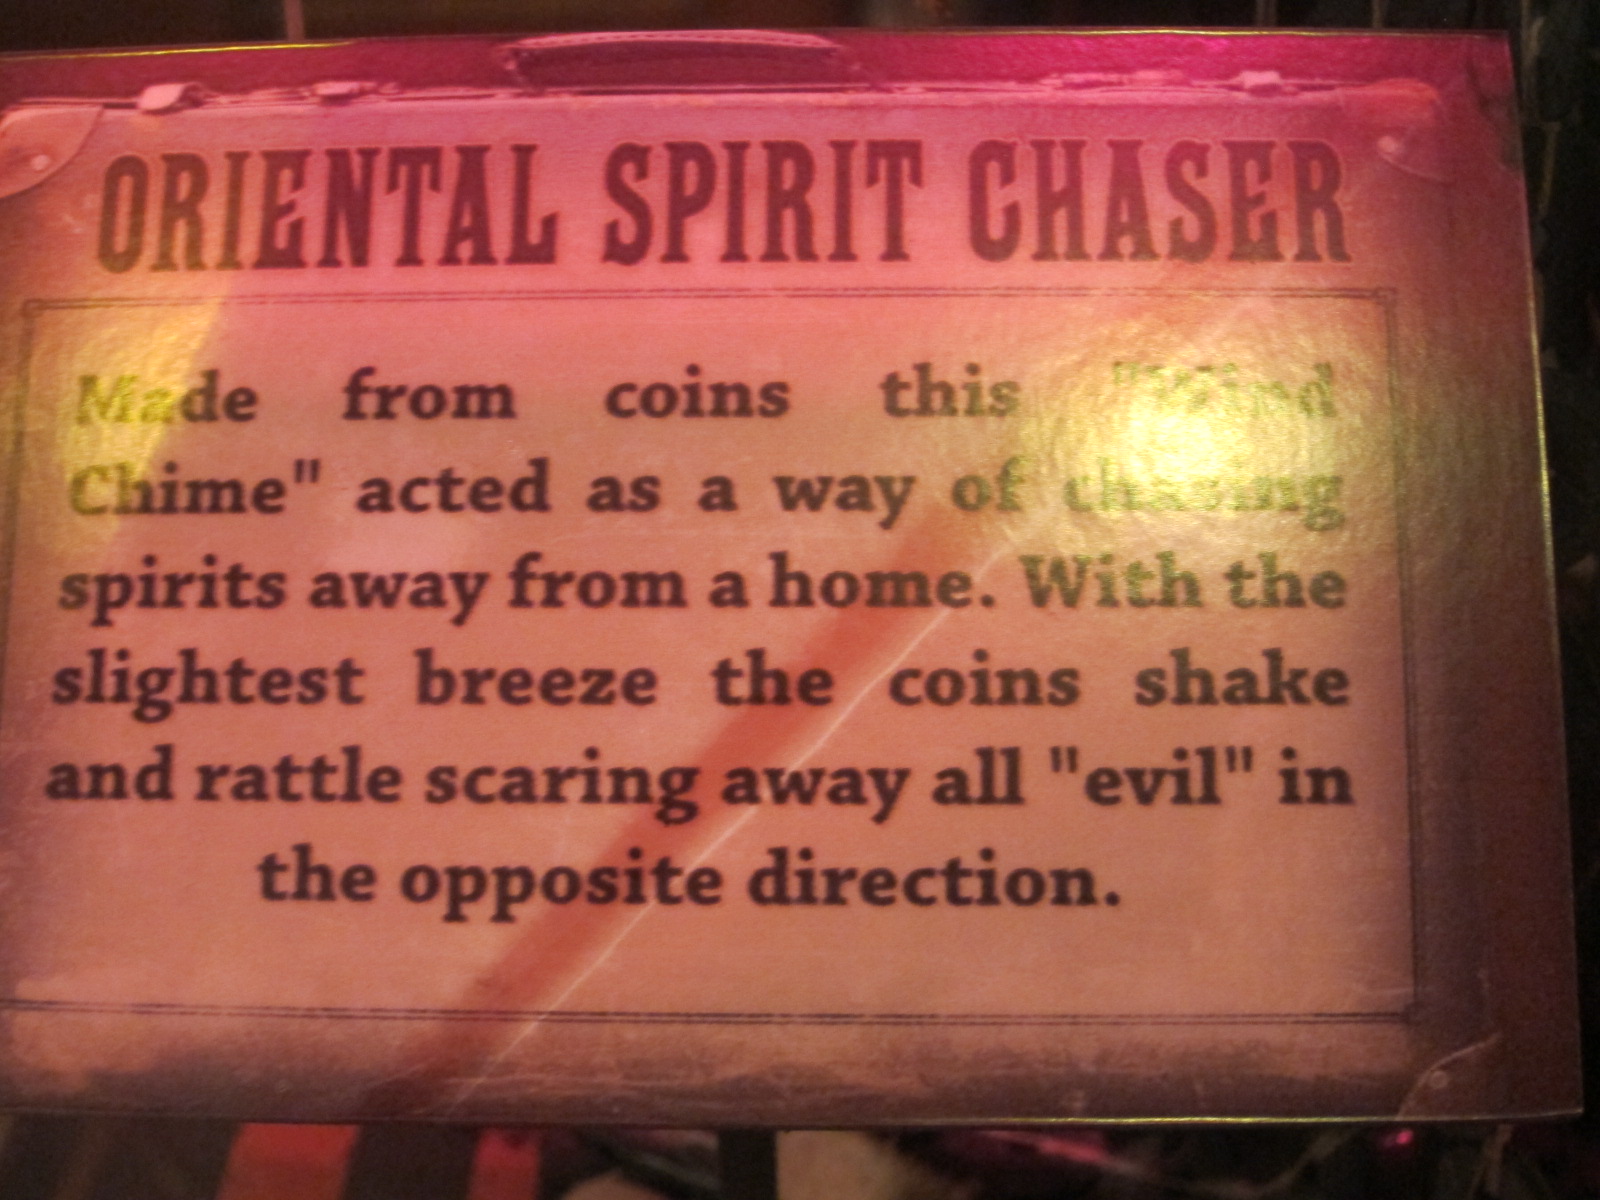 ORIENTAL SPIRIT CHASER
Made from coins this "Wind
Chime" acted as a way of chasing
spirits away from a home. With the
slightest breeze the coins shake
and rattle scaring away all "evil" in
the opposite direction.